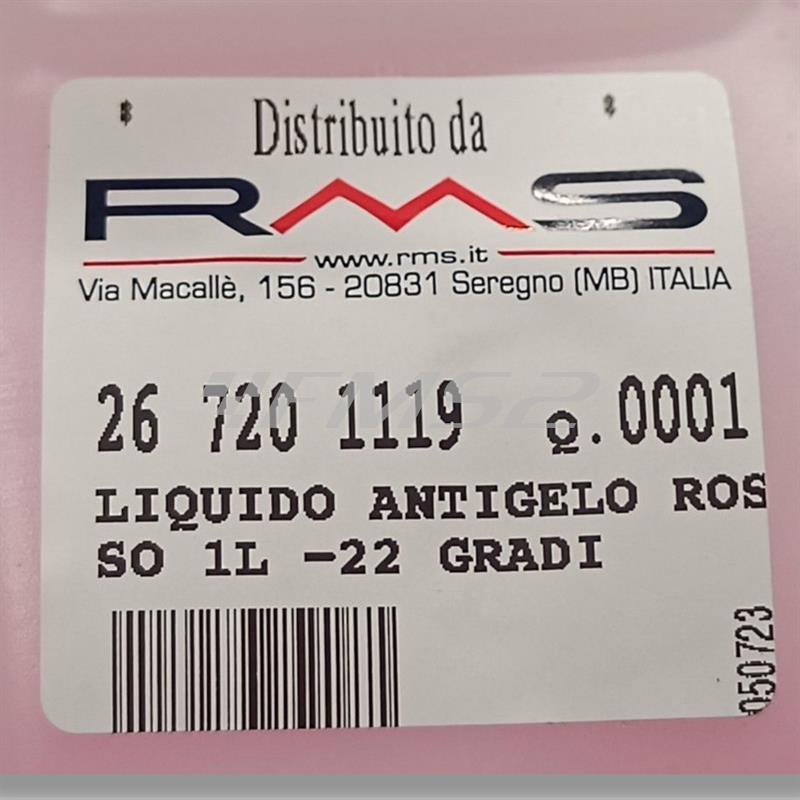 Distribuito da
RMS
www.rms.it
Via Macallè, 156 - 20831 Seregno (MB) ITALIA
26 720 1119 Q.0001
LIQUIDO ANTIGELO ROS
SO 1L -22 GRADI
050723